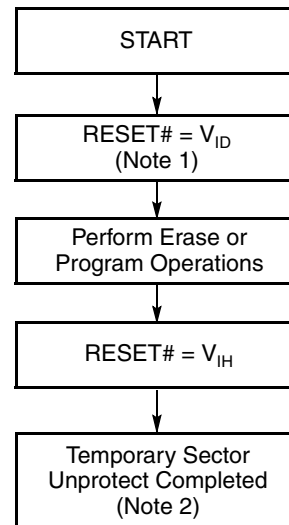 START
RESET# = VID
(Note 1)
Perform Erase or
Program Operations
RESET# = VIH
Temporary Sector
Unprotect Completed
(Note 2)